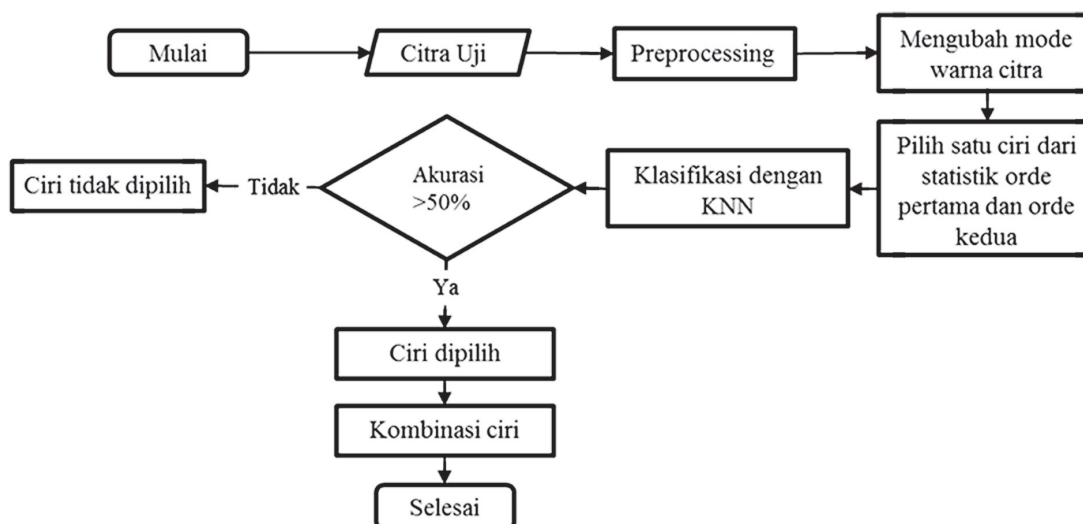 Mulai
Citra Uji
Preprocessing
Mengubah mode
warna citra
Pilih satu ciri dari
statistik orde
pertama dan orde
kedua
Klasifikasi dengan
KNN
Akurasi
>50%
Tidak
Ciri tidak dipilih
Ya
Ciri dipilih
Kombinasi ciri
Selesai